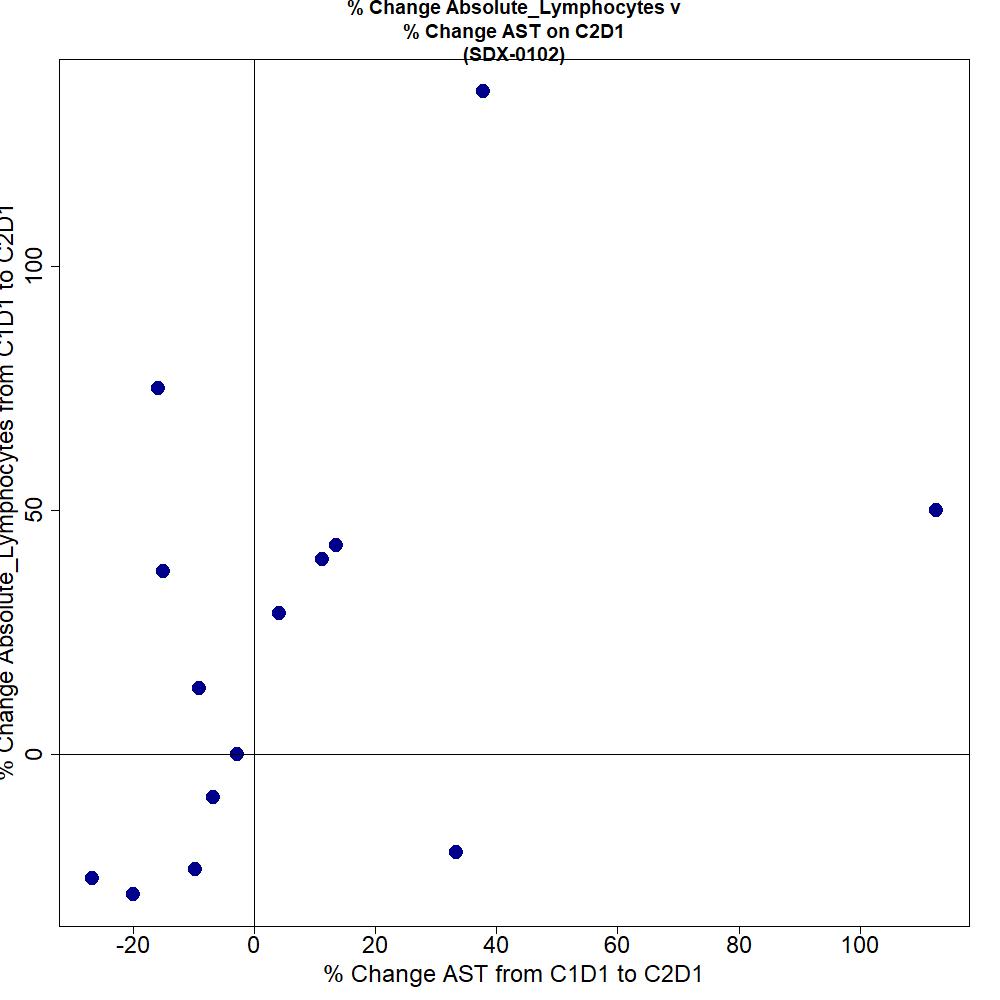 % Change Absolute_Lymphocytes v
% Change AST on C2D1
(SDX-0102)
% Change Absolute_Lymphocytes from C1D1 to C2D1
100
50
0
-20 0 20 40 60 80 100
% Change AST from C1D1 to C2D1